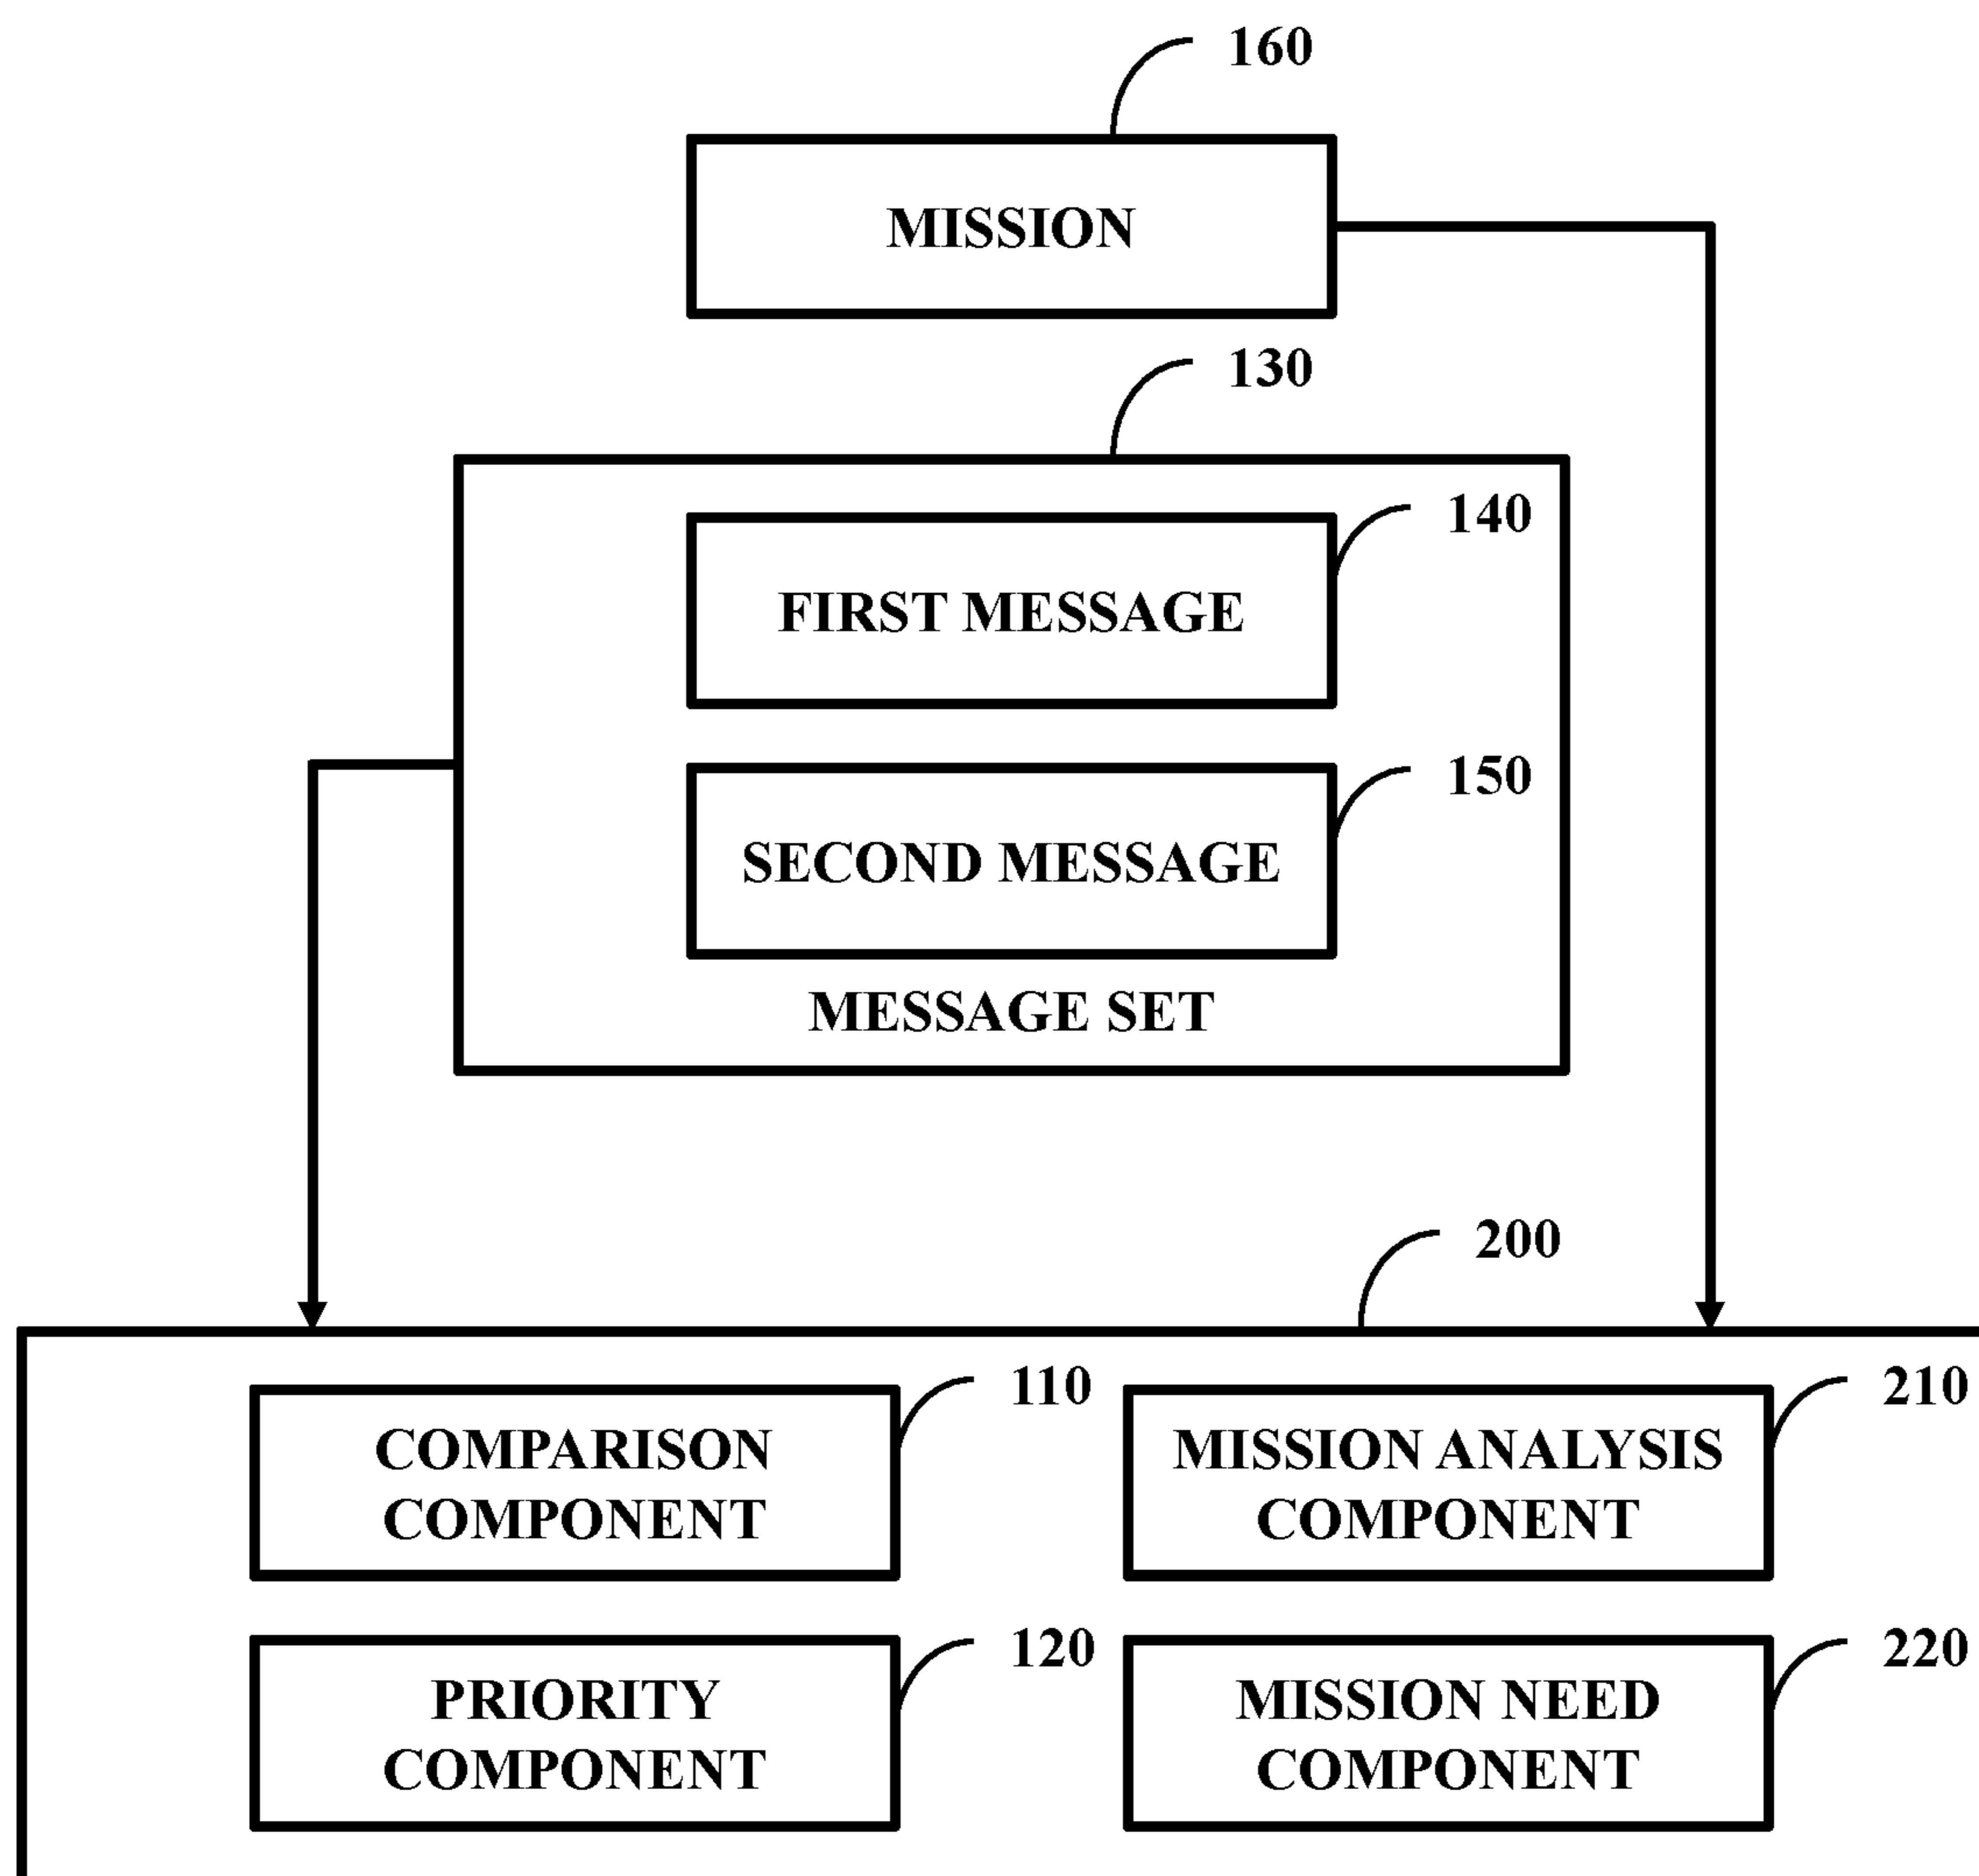 160
MISSION
130
140
FIRST MESSAGE
150
SECOND MESSAGE
MESSAGE SET
200
110
210
COMPARISON
COMPONENT
MISSION ANALYSIS
COMPONENT
120
220
PRIORITY
COMPONENT
MISSION NEED
COMPONENT